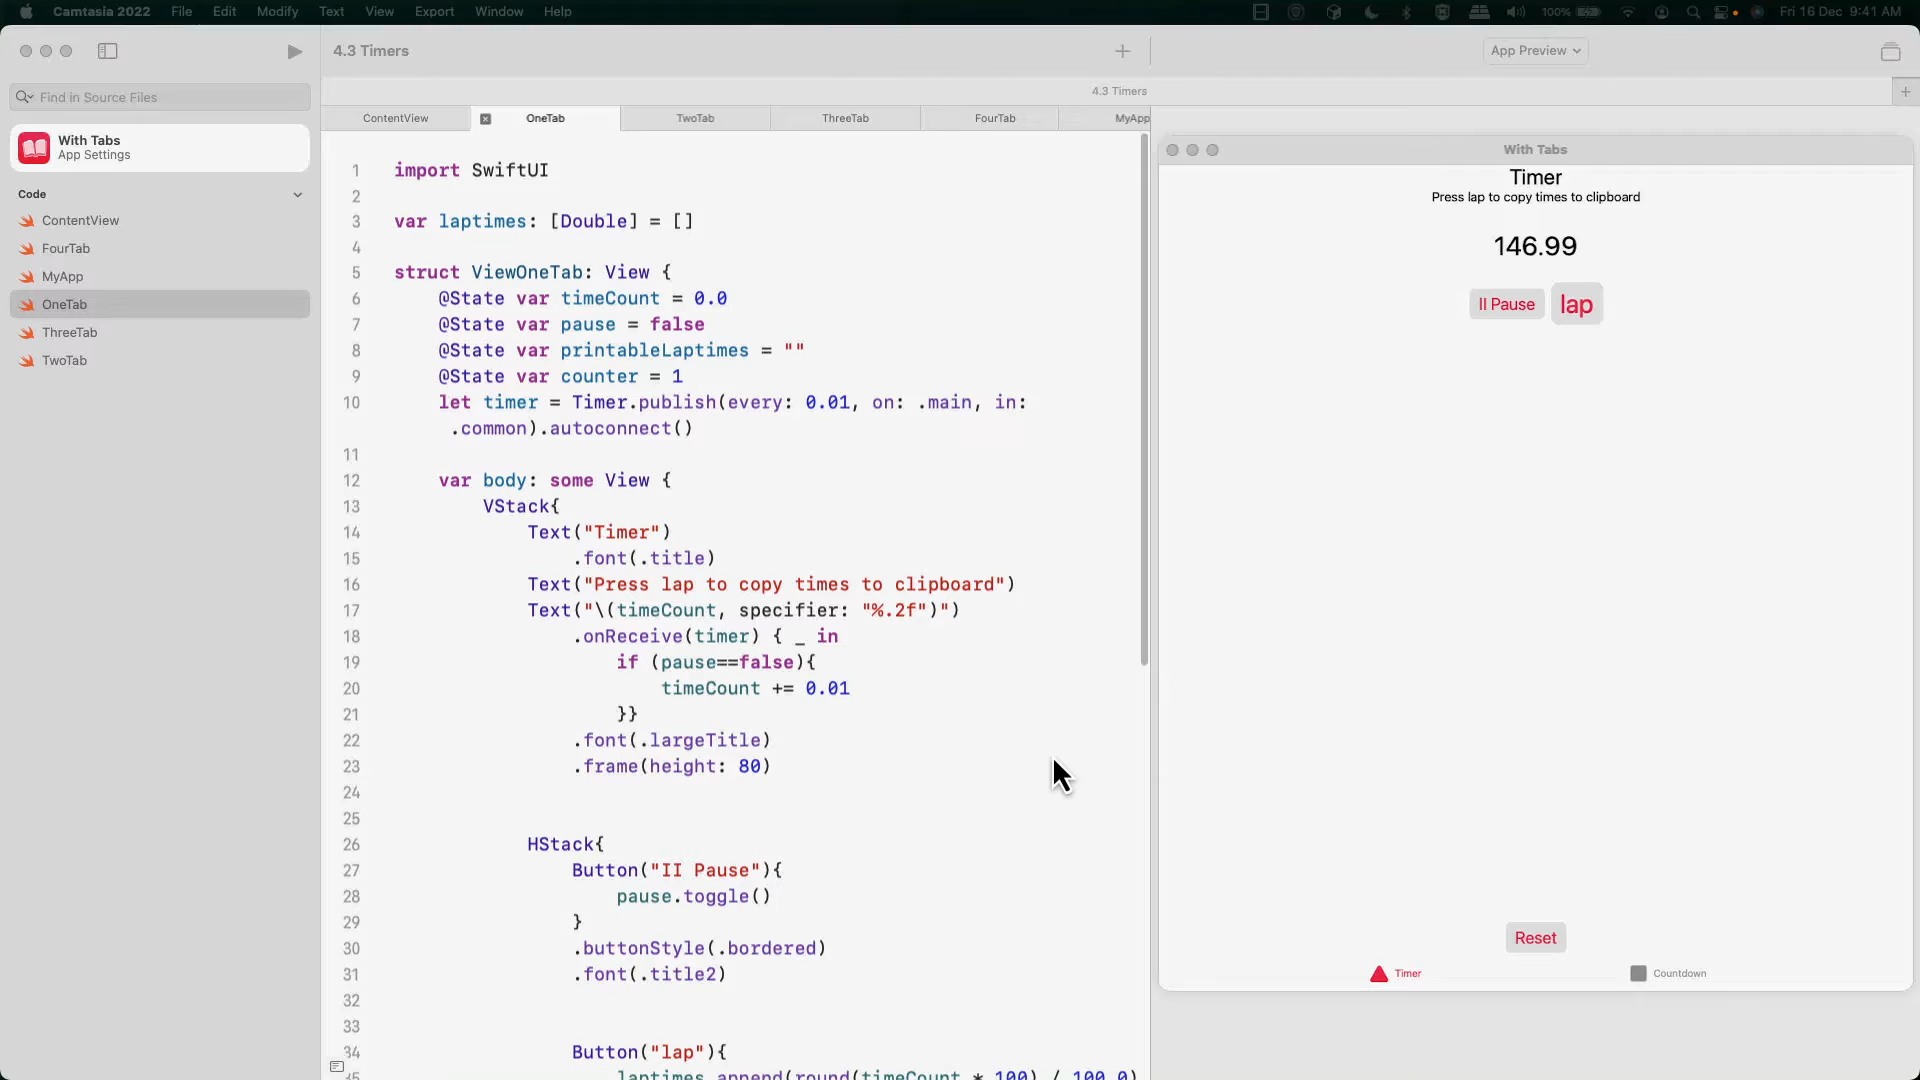 Camtasia 2022 File Edit Modify Text View Export Window Help 100% Fri 16 Dec 9:41 AM
4.3 Timers
App Preview
Find in Source Files
4.3 Timers
With Tabs
App Settings
Code
ContentView
FourTab
MyApp
OneTab
ThreeTab
TwoTab
ContentView OneTab TwoTab ThreeTab FourTab MyApp
1 import SwiftUI
2
3 var laptimes: [Double] = []
4
5 struct ViewOneTab: View {
6 @State var timeCount = 0.0
7 @State var pause = false
8 @State var printableLaptimes = ""
9 @State var counter = 1
10 let timer = Timer.publish(every: 0.01, on: .main, in:
.common).autoconnect()
11
12 var body: some View {
13 VStack{
14 Text("Timer")
15 .font(.title)
16 Text("Press lap to copy times to clipboard")
17 Text("\(timeCount, specifier: "%.2f")")
18 .onReceive(timer) { _ in
19 if (pause==false){
20 timeCount += 0.01
21 }}
22 .font(.largeTitle)
23 .frame(height: 80)
24
25
26 HStack{
27 Button("II Pause"){
28 pause.toggle()
29 }
30 .buttonStyle(.bordered)
31 .font(.title2)
32
33
34 Button("lap"){
35 laptimes.append(round(timeCount * 100) / 100.0)
With Tabs
Timer
Press lap to copy times to clipboard
146.99
II Pause
lap
Reset
Timer
Countdown